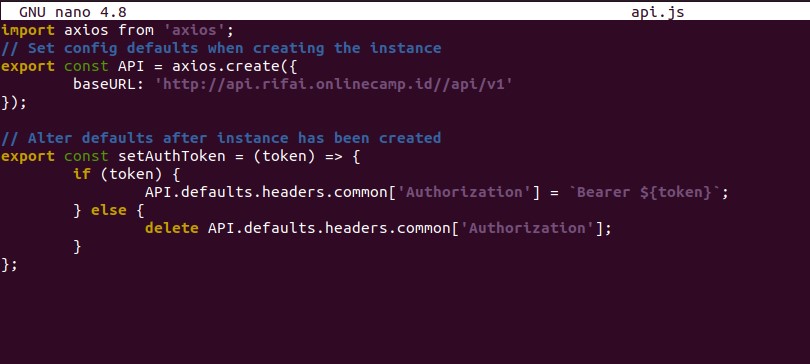 GNU nano 4.8 api.js
import axios from 'axios';
// Set config defaults when creating the instance
export const API = axios.create({
        baseURL: 'http://api.rifai.onlinecamp.id//api/v1'
});

// Alter defaults after instance has been created
export const setAuthToken = (token) => {
        if (token) {
                API.defaults.headers.common['Authorization'] = `Bearer ${token}`;
        } else {
                delete API.defaults.headers.common['Authorization'];
        }
};